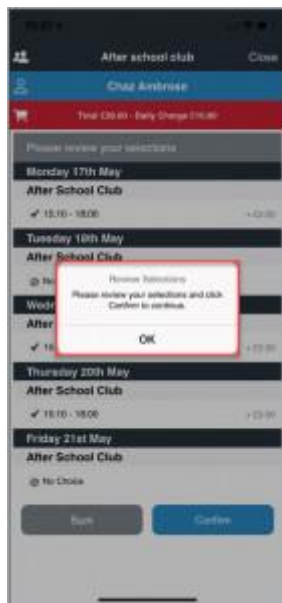 After school club Close
Chaz Ambrose
Please review your selections
Monday 17th May
After School Club
✔ 15:10 - 18:00
Tuesday 18th May
After School Club
No
Review Selections
Please review your selections and click
Confirm to continue.
OK
After
Thursday 20th May
After School Club
✔ 15:10 - 18:00
Friday 21st May
After School Club
No Choice
Confirm